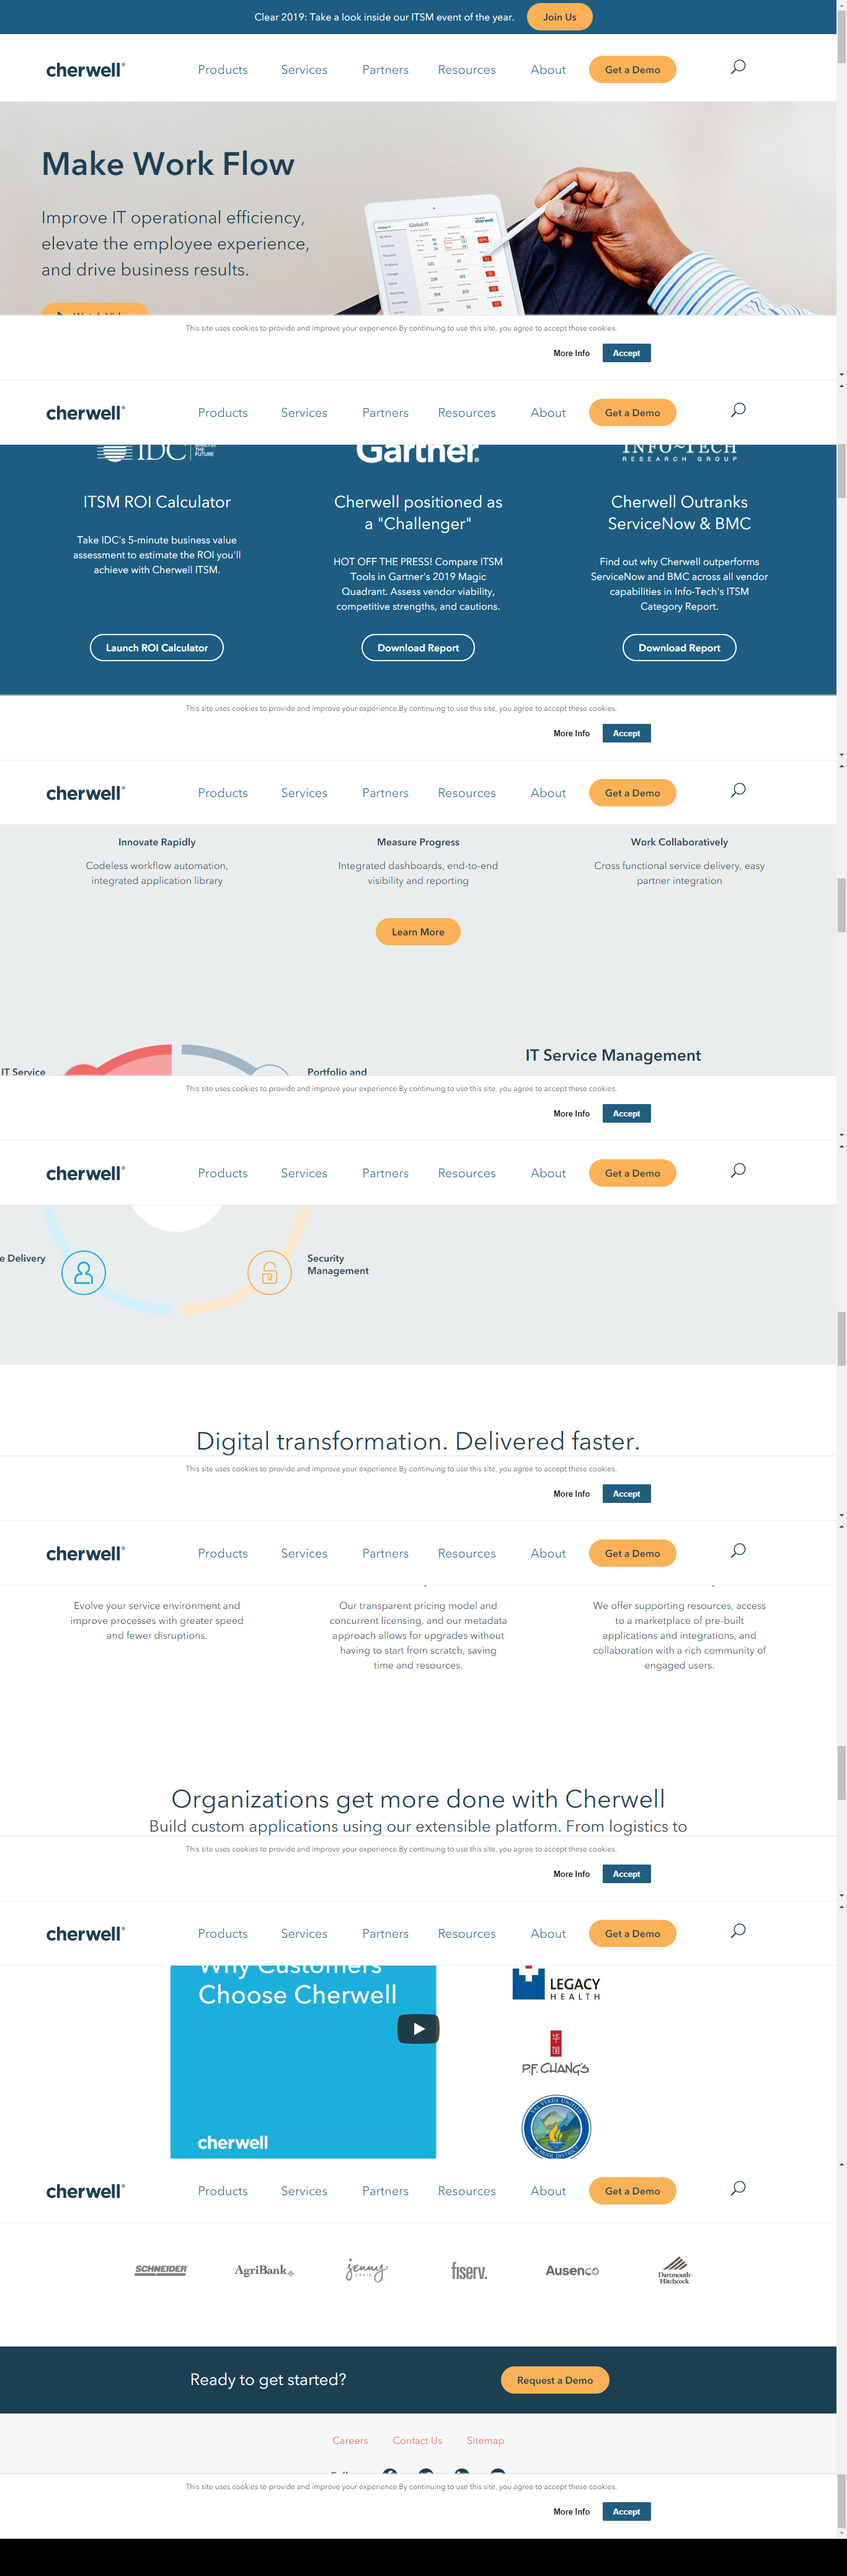 Clear 2019: Take a look inside our ITSM event of the year.
Join Us
cherwell
Products
Services
Partners
Resources
About
Get a Demo
Make Work Flow
Improve IT operational efficiency,
elevate the employee experience,
and drive business results.
Global IT
Global IT
cherwell
This site uses cookies to provide and improve your experience.By continuing to use this site, you agree to accept these cookies.
More Info
Accept
cherwell
Products
Services
Partners
Resources
About
Get a Demo
IDC
THE
FUTURE
Gartner
INFO~TECH
RESEARCH GROUP
ITSM ROI Calculator
Take IDC's 5-minute business value
assessment to estimate the ROI you'll
achieve with Cherwell ITSM.
Launch ROI Calculator
Cherwell positioned as
a "Challenger"
HOT OFF THE PRESS! Compare ITSM
Tools in Gartner's 2019 Magic
Quadrant. Assess vendor viability,
competitive strengths, and cautions.
Download Report
Cherwell Outranks
ServiceNow & BMC
Find out why Cherwell outperforms
ServiceNow and BMC across all vendor
capabilities in Info-Tech's ITSM
Category Report.
Download Report
This site uses cookies to provide and improve your experience.By continuing to use this site, you agree to accept these cookies.
More Info
Accept
cherwell
Products
Services
Partners
Resources
About
Get a Demo
Innovate Rapidly
Codeless workflow automation,
integrated application library
Measure Progress
Integrated dashboards, end-to-end
visibility and reporting
Work Collaboratively
Cross functional service delivery, easy
partner integration
Learn More
IT Service
Portfolio and
IT Service Management
This site uses cookies to provide and improve your experience.By continuing to use this site, you agree to accept these cookies.
More Info
Accept
cherwell
Products
Services
Partners
Resources
About
Get a Demo
e Delivery
Security
Management
Digital transformation. Delivered faster.
This site uses cookies to provide and improve your experience.By continuing to use this site, you agree to accept these cookies.
More Info
Accept
cherwell
Products
Services
Partners
Resources
About
Get a Demo
Evolve your service environment and
improve processes with greater speed
and fewer disruptions.
Our transparent pricing model and
concurrent licensing, and our metadata
approach allows for upgrades without
having to start from scratch, saving
time and resources.
We offer supporting resources, access
to a marketplace of pre-built
applications and integrations, and
collaboration with a rich community of
engaged users.
Organizations get more done with Cherwell
Build custom applications using our extensible platform. From logistics to
This site uses cookies to provide and improve your experience.By continuing to use this site, you agree to accept these cookies.
More Info
Accept
cherwell
Products
Services
Partners
Resources
About
Get a Demo
Why Customers
Choose Cherwell
cherwell
LEGACY
HEALTH
P.F. CHANG'S
VAL VERDE UNIFIED
SCHOOL DISTRICT
cherwell
Products
Services
Partners
Resources
About
Get a Demo
SCHNEIDER
AgriBank
jenny
CRAIG
fiserv.
Ausenco
Dartmouth-
Hitchcock
Ready to get started?
Request a Demo
Careers
Contact Us
Sitemap
This site uses cookies to provide and improve your experience.By continuing to use this site, you agree to accept these cookies.
More Info
Accept